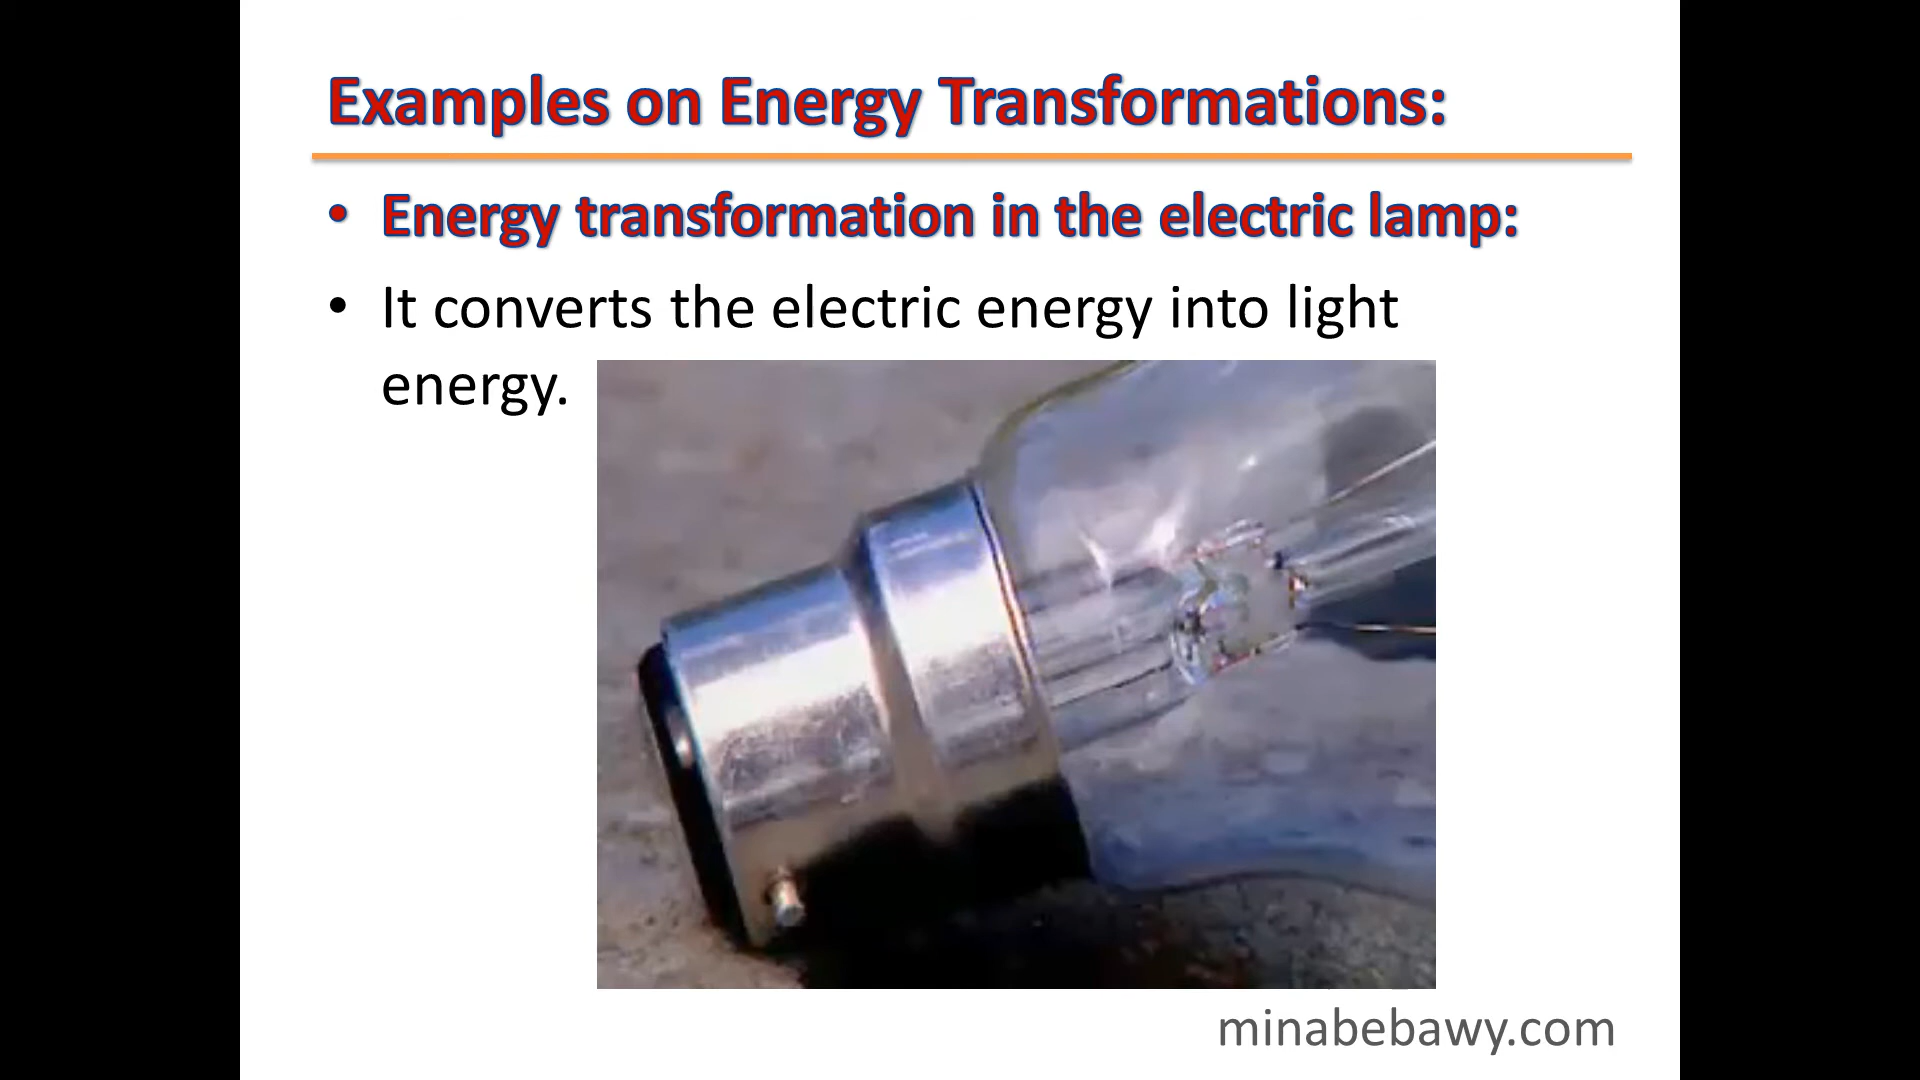 Examples on Energy Transformations:
• Energy transformation in the electric lamp:
• It converts the electric energy into light
energy.
minabebawy.com